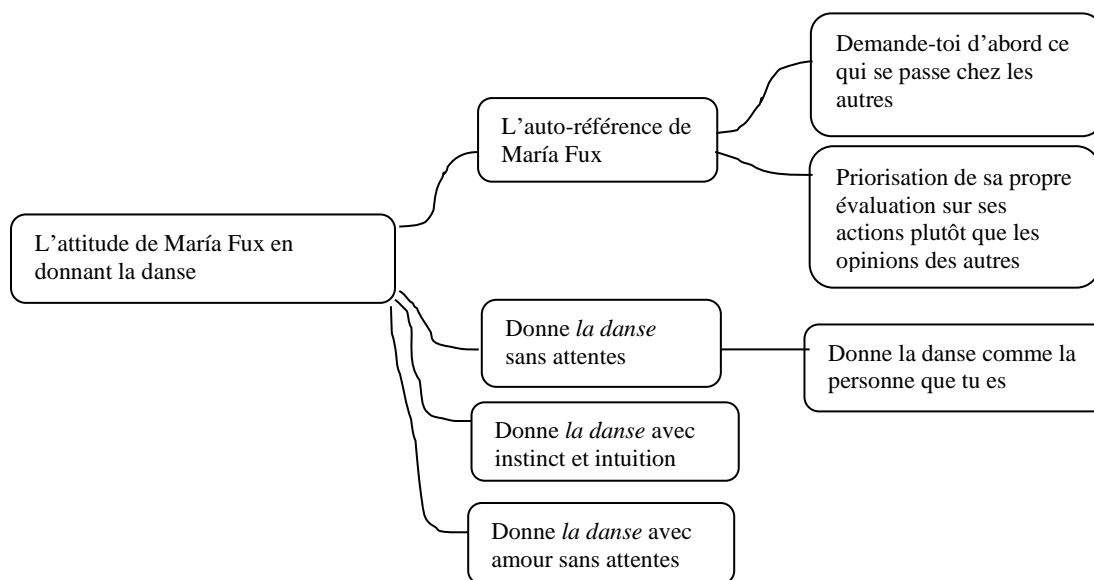 Demande-toi d’abord ce
qui se passe chez les
autres
L’auto-référence de
María Fux
Priorisation de sa propre
évaluation sur ses
actions plutôt que les
opinions des autres
L’attitude de María Fux en
donnant la danse
Donne la danse
sans attentes
Donne la danse comme la
personne que tu es
Donne la danse avec
instinct et intuition
Donne la danse avec
amour sans attentes